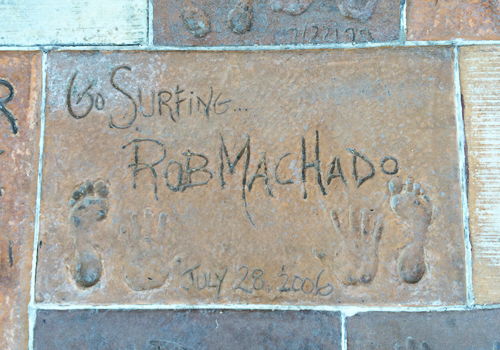 Go Surfing...
Rob Machado
July 28, 2006